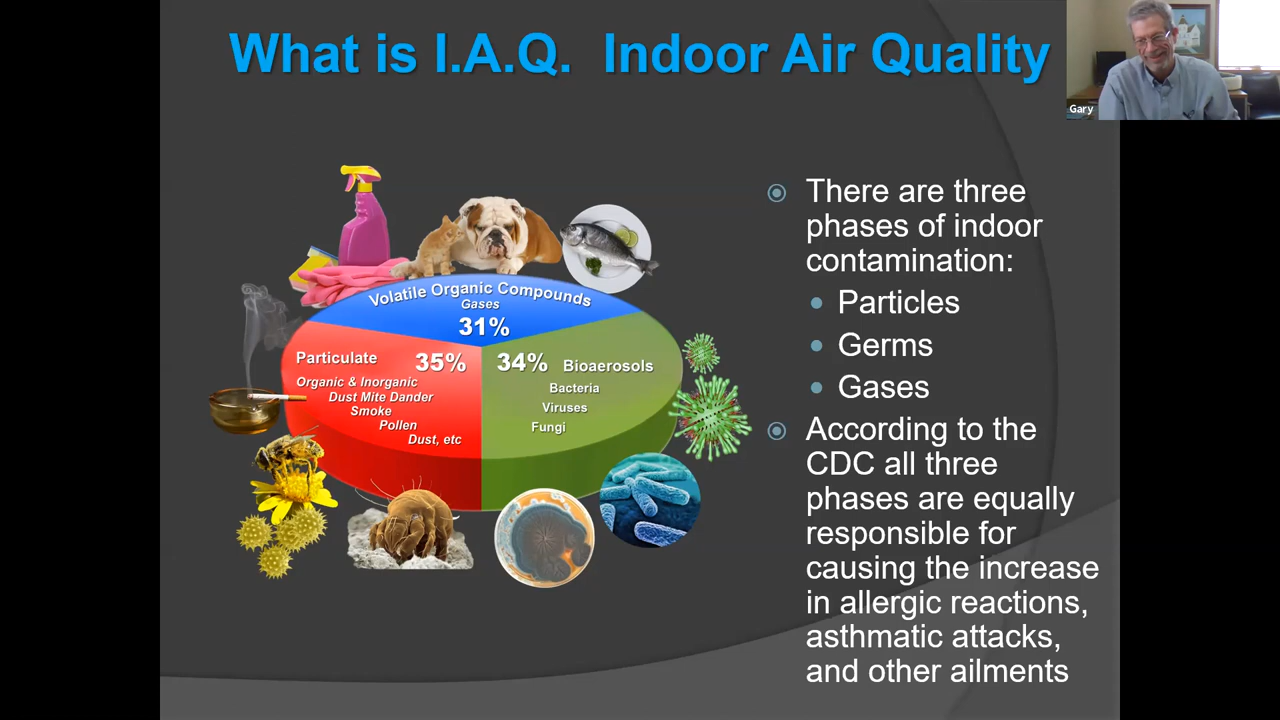 What is I.A.Q. Indoor Air Quality
Gary
Volatile Organic Compounds
Gases
31%
Particulate
35%
Organic & Inorganic
Dust Mite Dander
Smoke
Pollen
Dust, etc
34%
Bioaerosols
Bacteria
Viruses
Fungi
There are three
phases of indoor
contamination:
Particles
Germs
Gases
According to the
CDC all three
phases are equally
responsible for
causing the increase
in allergic reactions,
asthmatic attacks,
and other ailments